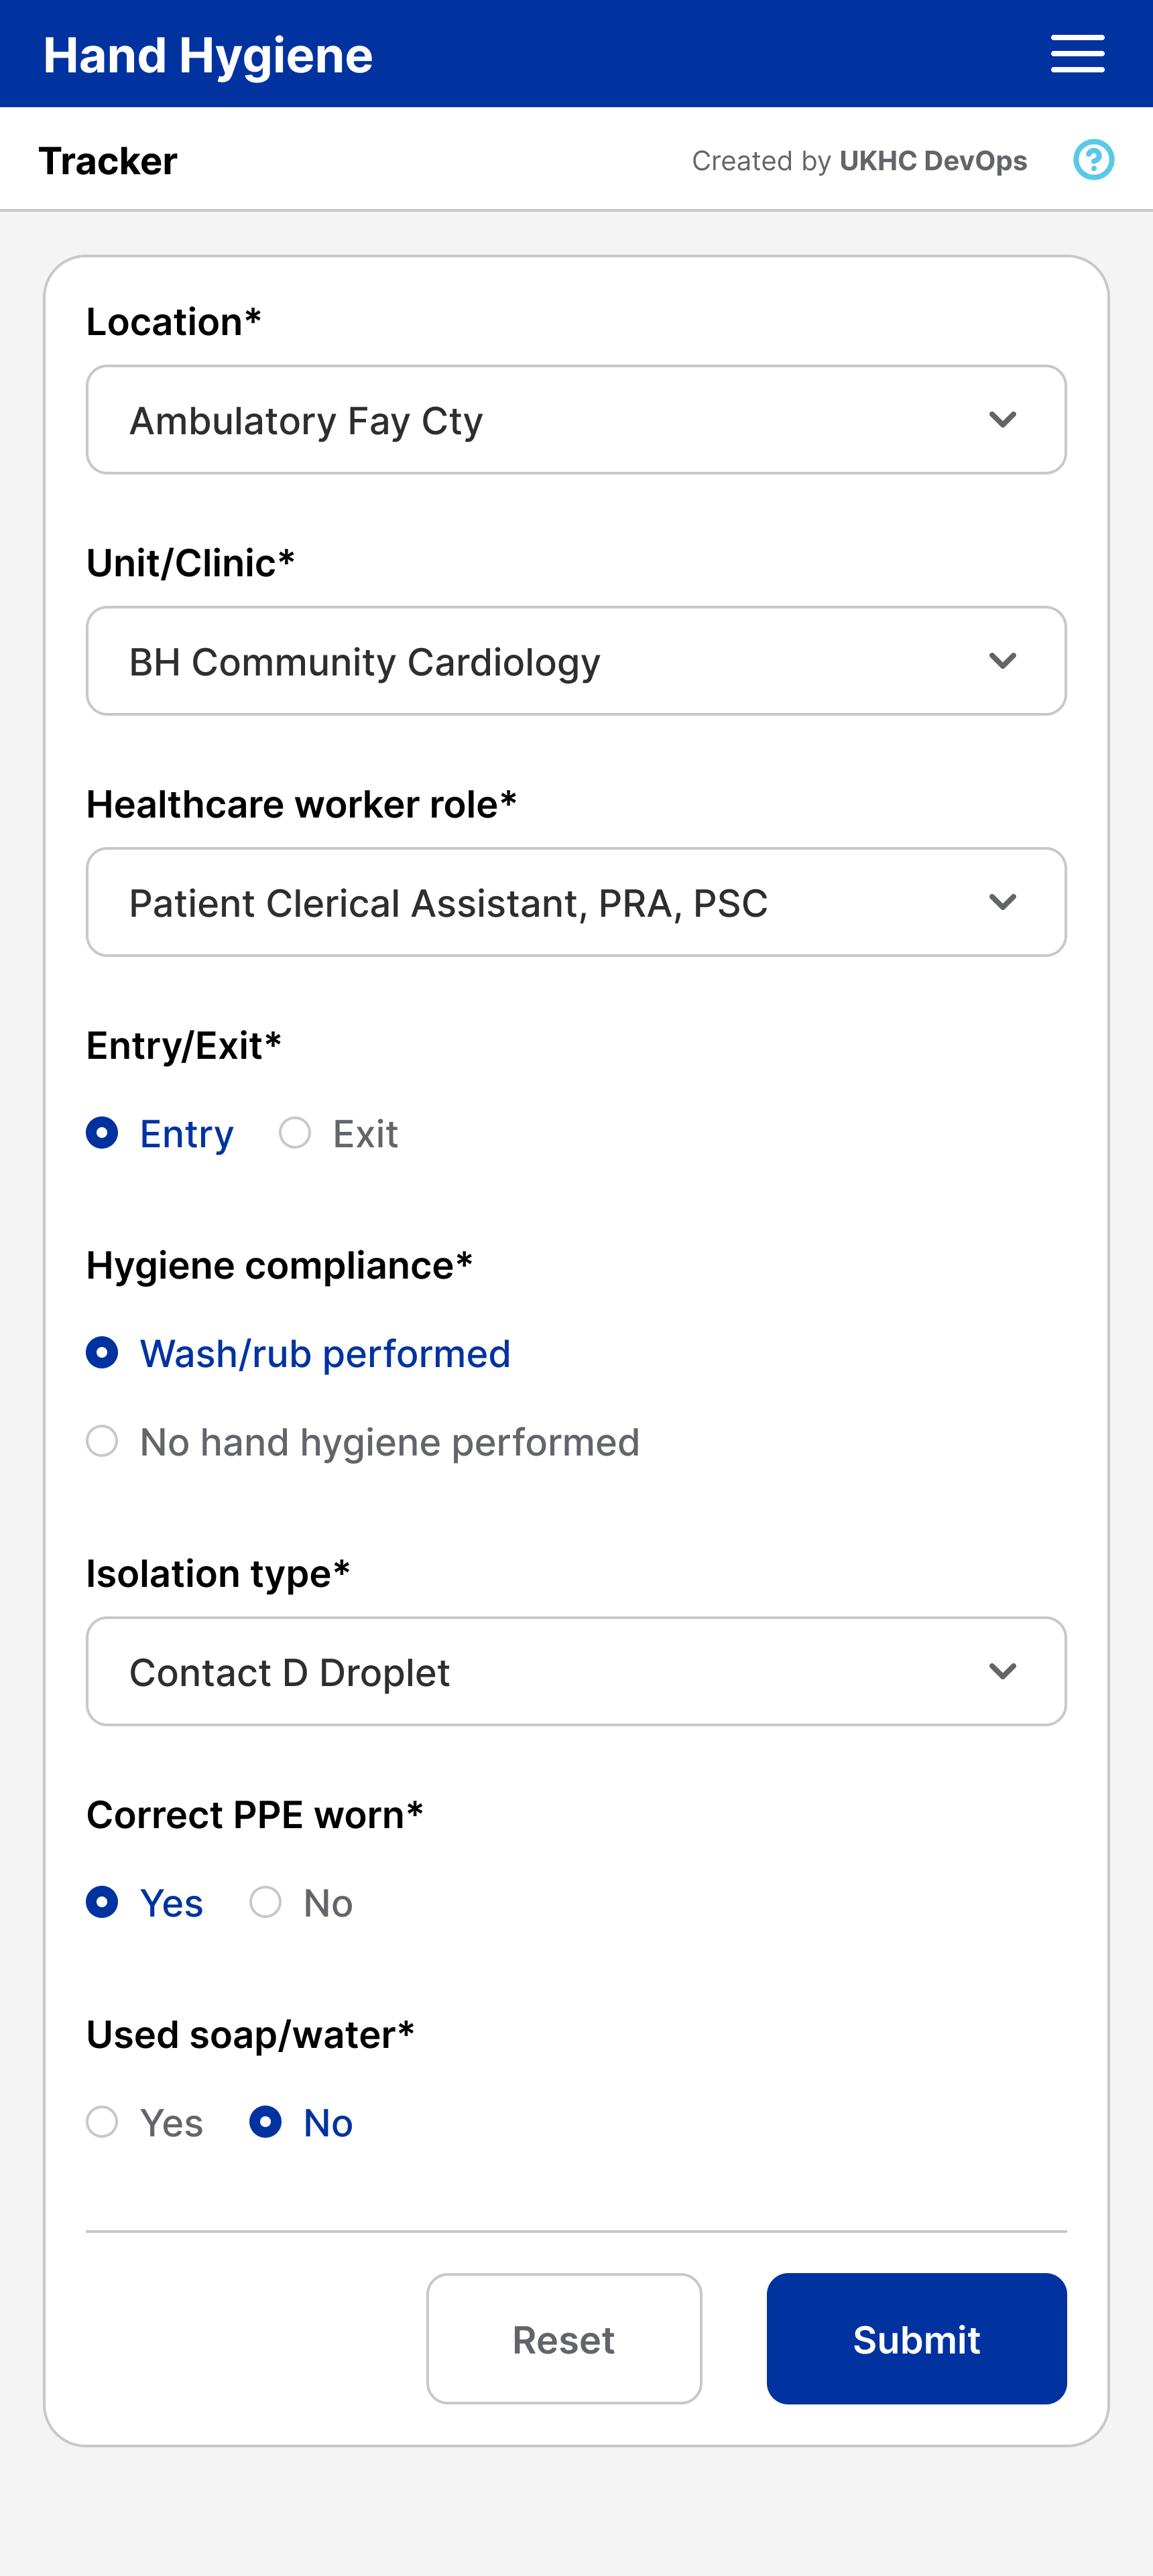 Hand Hygiene
Tracker
Created by UKHC DevOps
?
Location*
Ambulatory Fay Cty
Unit/Clinic*
BH Community Cardiology
Healthcare worker role*
Patient Clerical Assistant, PRA, PSC
Entry/Exit*
Entry Exit
Hygiene compliance*
Wash/rub performed
No hand hygiene performed
Isolation type*
Contact D Droplet
Correct PPE worn*
Yes No
Used soap/water*
Yes No
Reset Submit